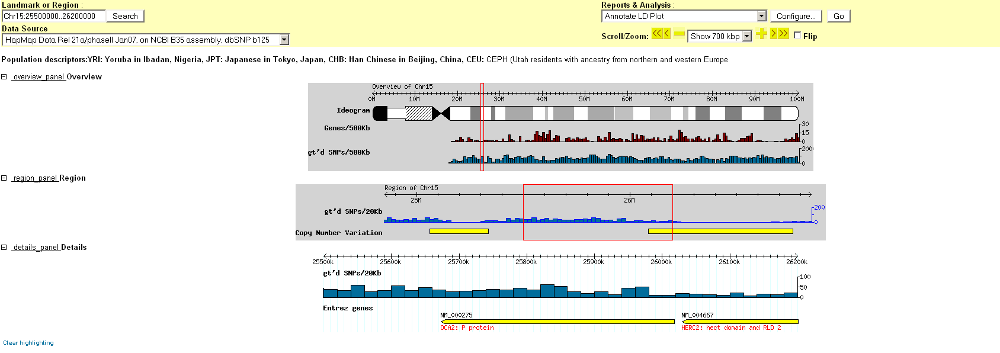 Landmark or Region :
Chr15:25500000..26200000 Search
Reports & Analysis :
Annotate LD Plot Configure... Go
Data Source
HapMap Data Rel 21a/phaseII Jan07, on NCBI B35 assembly, dbSNP b125
Scroll/Zoom: Show 700 kbp Flip
Population descriptors:YRI: Yoruba in Ibadan, Nigeria, JPT: Japanese in Tokyo, Japan, CHB: Han Chinese in Beijing, China, CEU: CEPH (Utah residents with ancestry from northern and western Europe
overview_panel Overview
Overview of Chr15
0M 10M 20M 30M 40M 50M 60M 70M 80M 90M 100M
Ideogram
Genes/500Kb
30
15
0
gt'd SNPs/500Kb
200
0
region_panel Region
Region of Chr15
25M 26M
gt'd SNPs/20Kb
200
0
Copy Number Variation
details_panel Details
25500k 25600k 25700k 25800k 25900k 26000k 26100k 26200k
gt'd SNPs/20Kb
100
50
0
Entrez genes
NM_000275 NM_004667
OCA2: P protein HERC2: hect domain and RLD 2
Clear highlighting